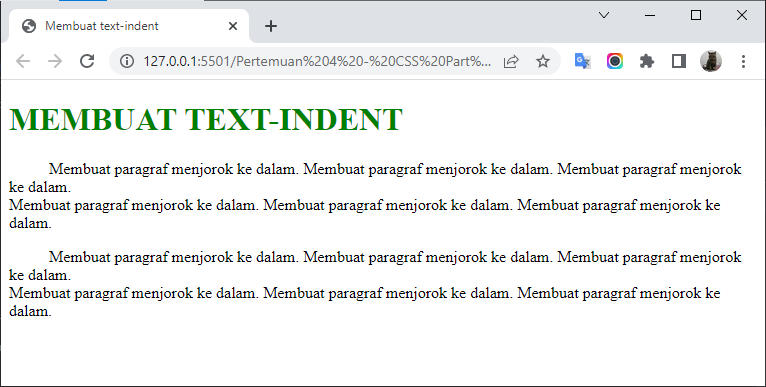 Membuat text-indent
127.0.0.1:5501/Pertemuan%204%20-%20CSS%20Part%...
MEMBUAT TEXT-INDENT
Membuat paragraf menjorok ke dalam. Membuat paragraf menjorok ke dalam. Membuat paragraf menjorok
ke dalam.
Membuat paragraf menjorok ke dalam. Membuat paragraf menjorok ke dalam. Membuat paragraf menjorok ke
dalam.
Membuat paragraf menjorok ke dalam. Membuat paragraf menjorok ke dalam. Membuat paragraf menjorok
ke dalam.
Membuat paragraf menjorok ke dalam. Membuat paragraf menjorok ke dalam. Membuat paragraf menjorok ke
dalam.